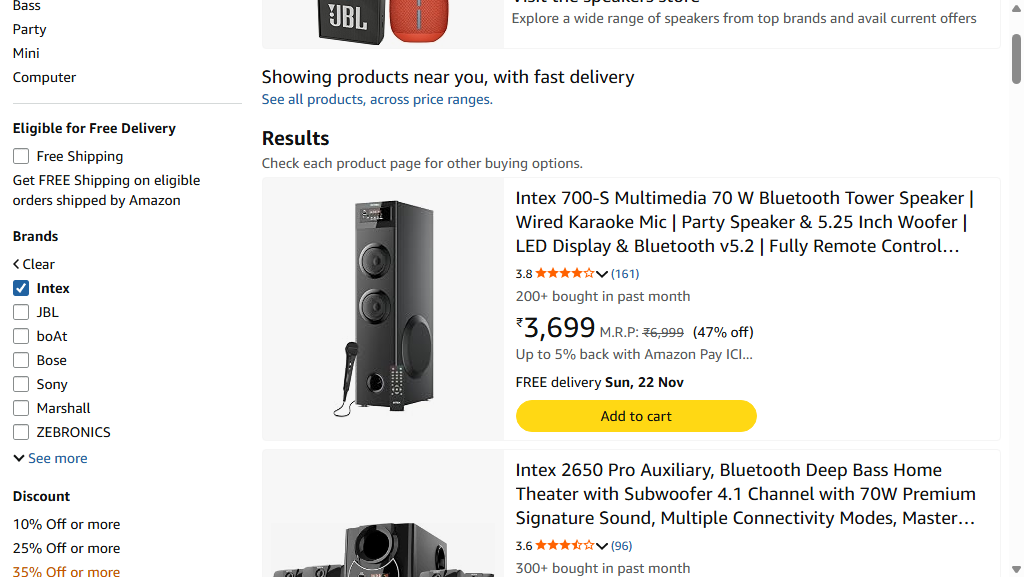 Bass
Party
Mini
Computer
Eligible for Free Delivery
Free Shipping
Get FREE Shipping on eligible
orders shipped by Amazon
Brands
Clear
Intex
JBL
boAt
Bose
Sony
Marshall
ZEBRONICS
See more
Discount
10% Off or more
25% Off or more
35% Off or more
JBL
Visit the speakers store
Explore a wide range of speakers from top brands and avail current offers
Showing products near you, with fast delivery
See all products, across price ranges.
Results
Check each product page for other buying options.
Intex 700-S Multimedia 70 W Bluetooth Tower Speaker |
Wired Karaoke Mic | Party Speaker & 5.25 Inch Woofer |
LED Display & Bluetooth v5.2 | Fully Remote Control…
3.8 (161)
200+ bought in past month
₹3,699 M.R.P: ₹6,999 (47% off)
Up to 5% back with Amazon Pay ICI…
FREE delivery Sun, 22 Nov
Add to cart
Intex 2650 Pro Auxiliary, Bluetooth Deep Bass Home
Theater with Subwoofer 4.1 Channel with 70W Premium
Signature Sound, Multiple Connectivity Modes, Master…
3.6 (96)
300+ bought in past month